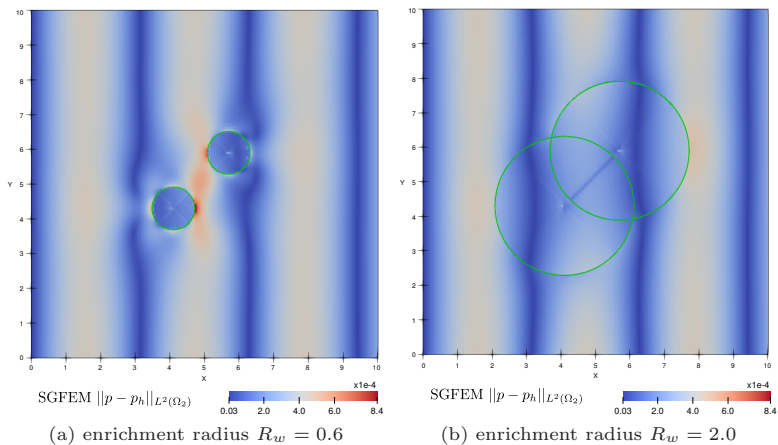 10
9
8
7
6
Y
5
4
3
2
1
0
0 1 2 3 4 5 6 7 8 9 10
X
x1e-4
SGFEM ||p − p_h||_{L²(Ω₂)}
0.03 2.0 4.0 6.0 8.4
(a) enrichment radius R_w = 0.6
10
9
8
7
6
Y
5
4
3
2
1
0
0 1 2 3 4 5 6 7 8 9 10
X
x1e-4
SGFEM ||p − p_h||_{L²(Ω₂)}
0.03 2.0 4.0 6.0 8.4
(b) enrichment radius R_w = 2.0